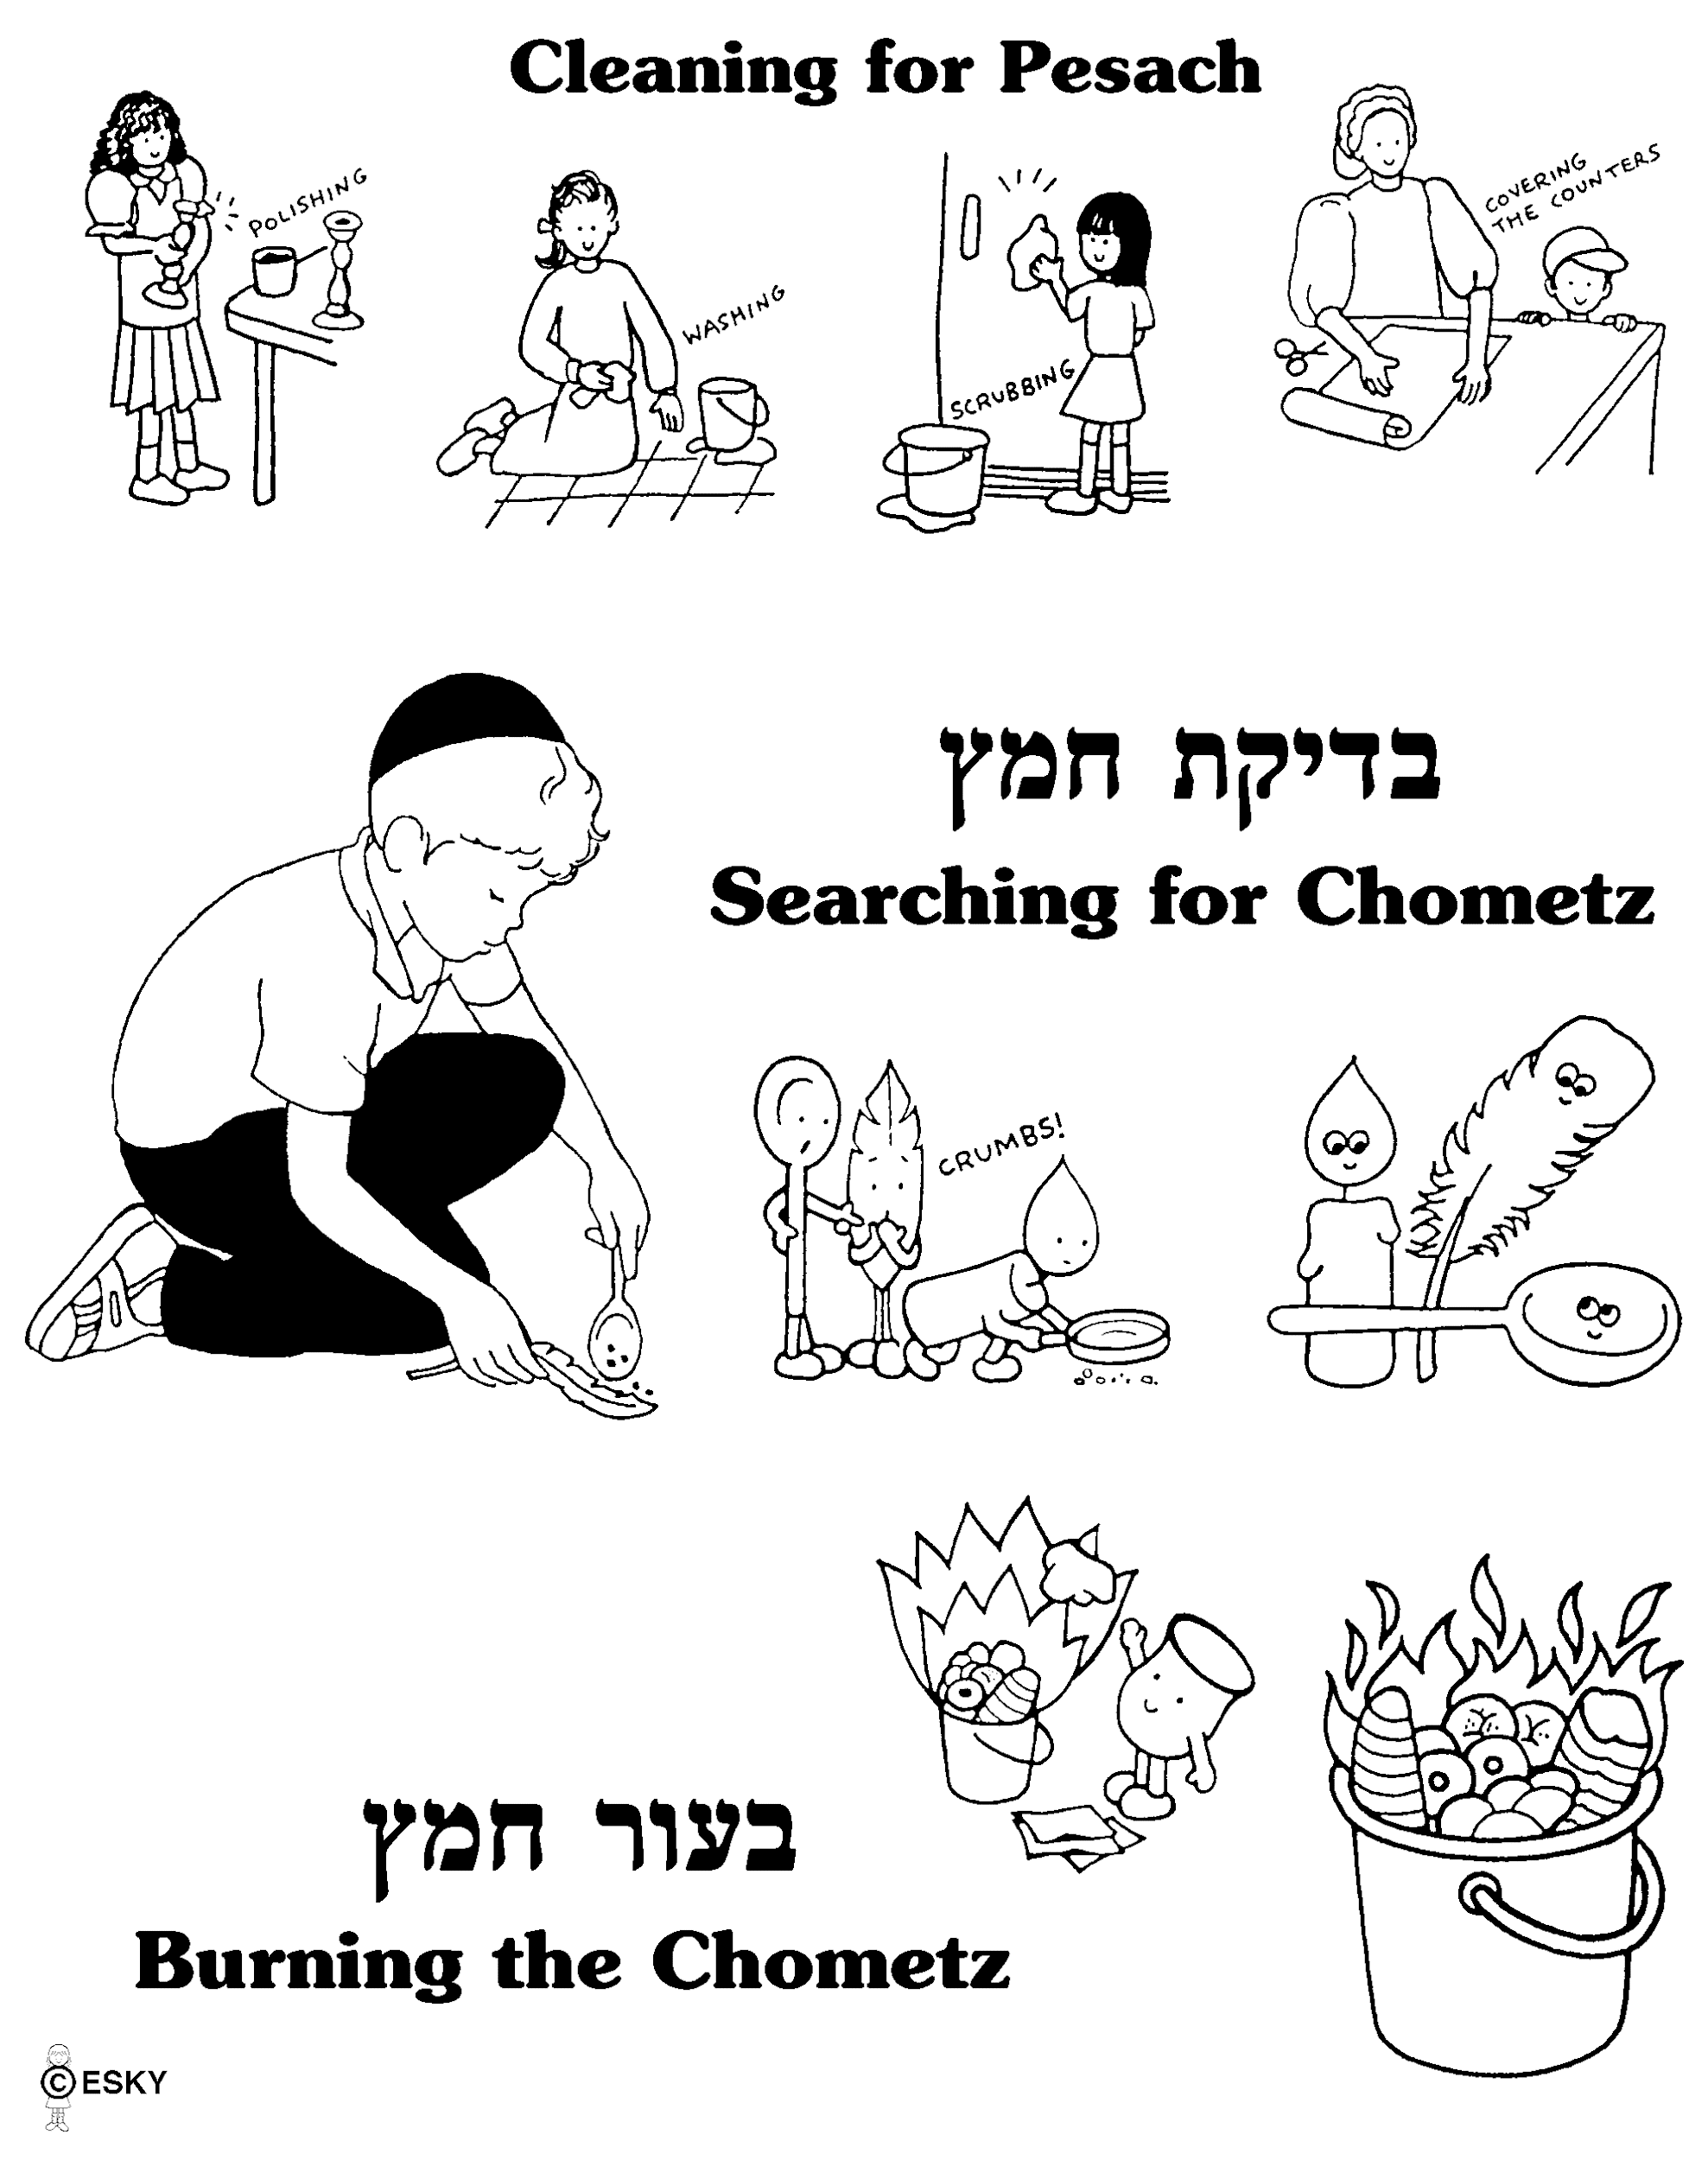 Cleaning for Pesach
POLISHING
WASHING
SCRUBBING
COVERING
THE COUNTERS
בדיקת חמץ
Searching for Chometz
CRUMBS!
בעור חמץ
Burning the Chometz
© ESKY